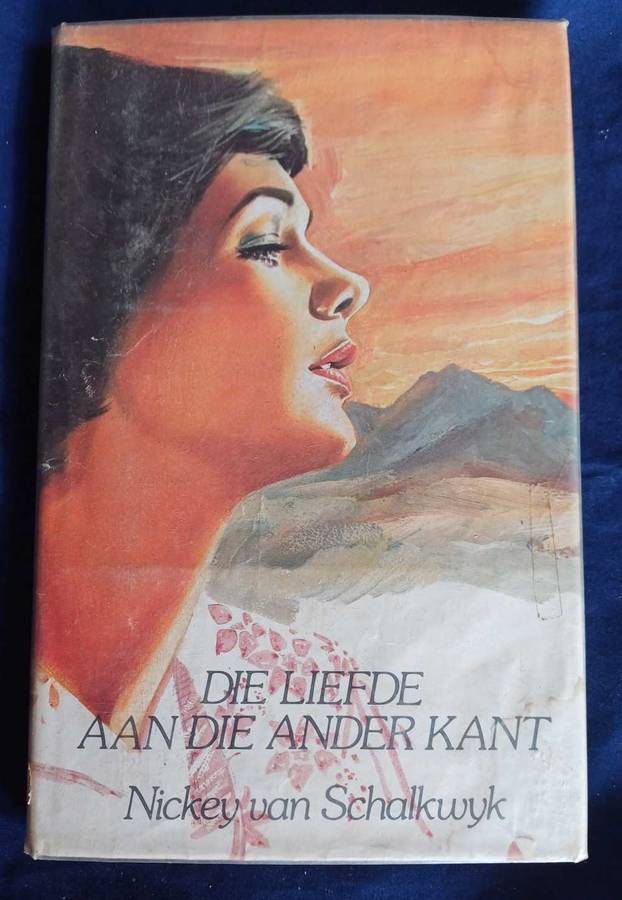 DIE LIEFDE
AAN DIE ANDER KANT
Nickey van Schalkwyk